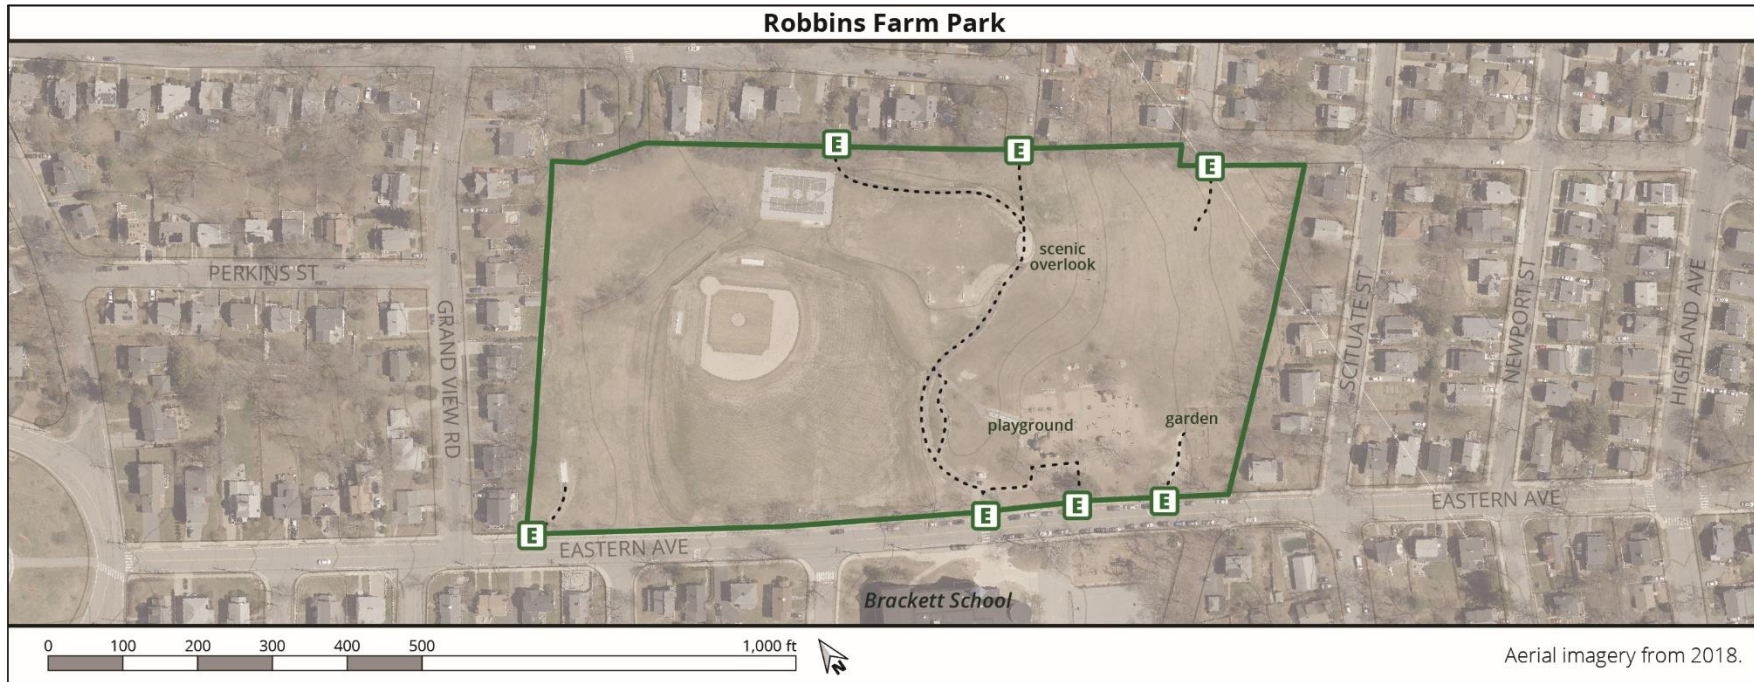 Robbins Farm Park
E
E
E
scenic
overlook
PERKINS ST
GRAND VIEW RD
SCITUATE ST
NEWPORT ST
HIGHLAND AVE
playground
garden
E
E
E
E
EASTERN AVE
EASTERN AVE
Brackett School
0 100 200 300 400 500 1,000 ft
N
Aerial imagery from 2018.